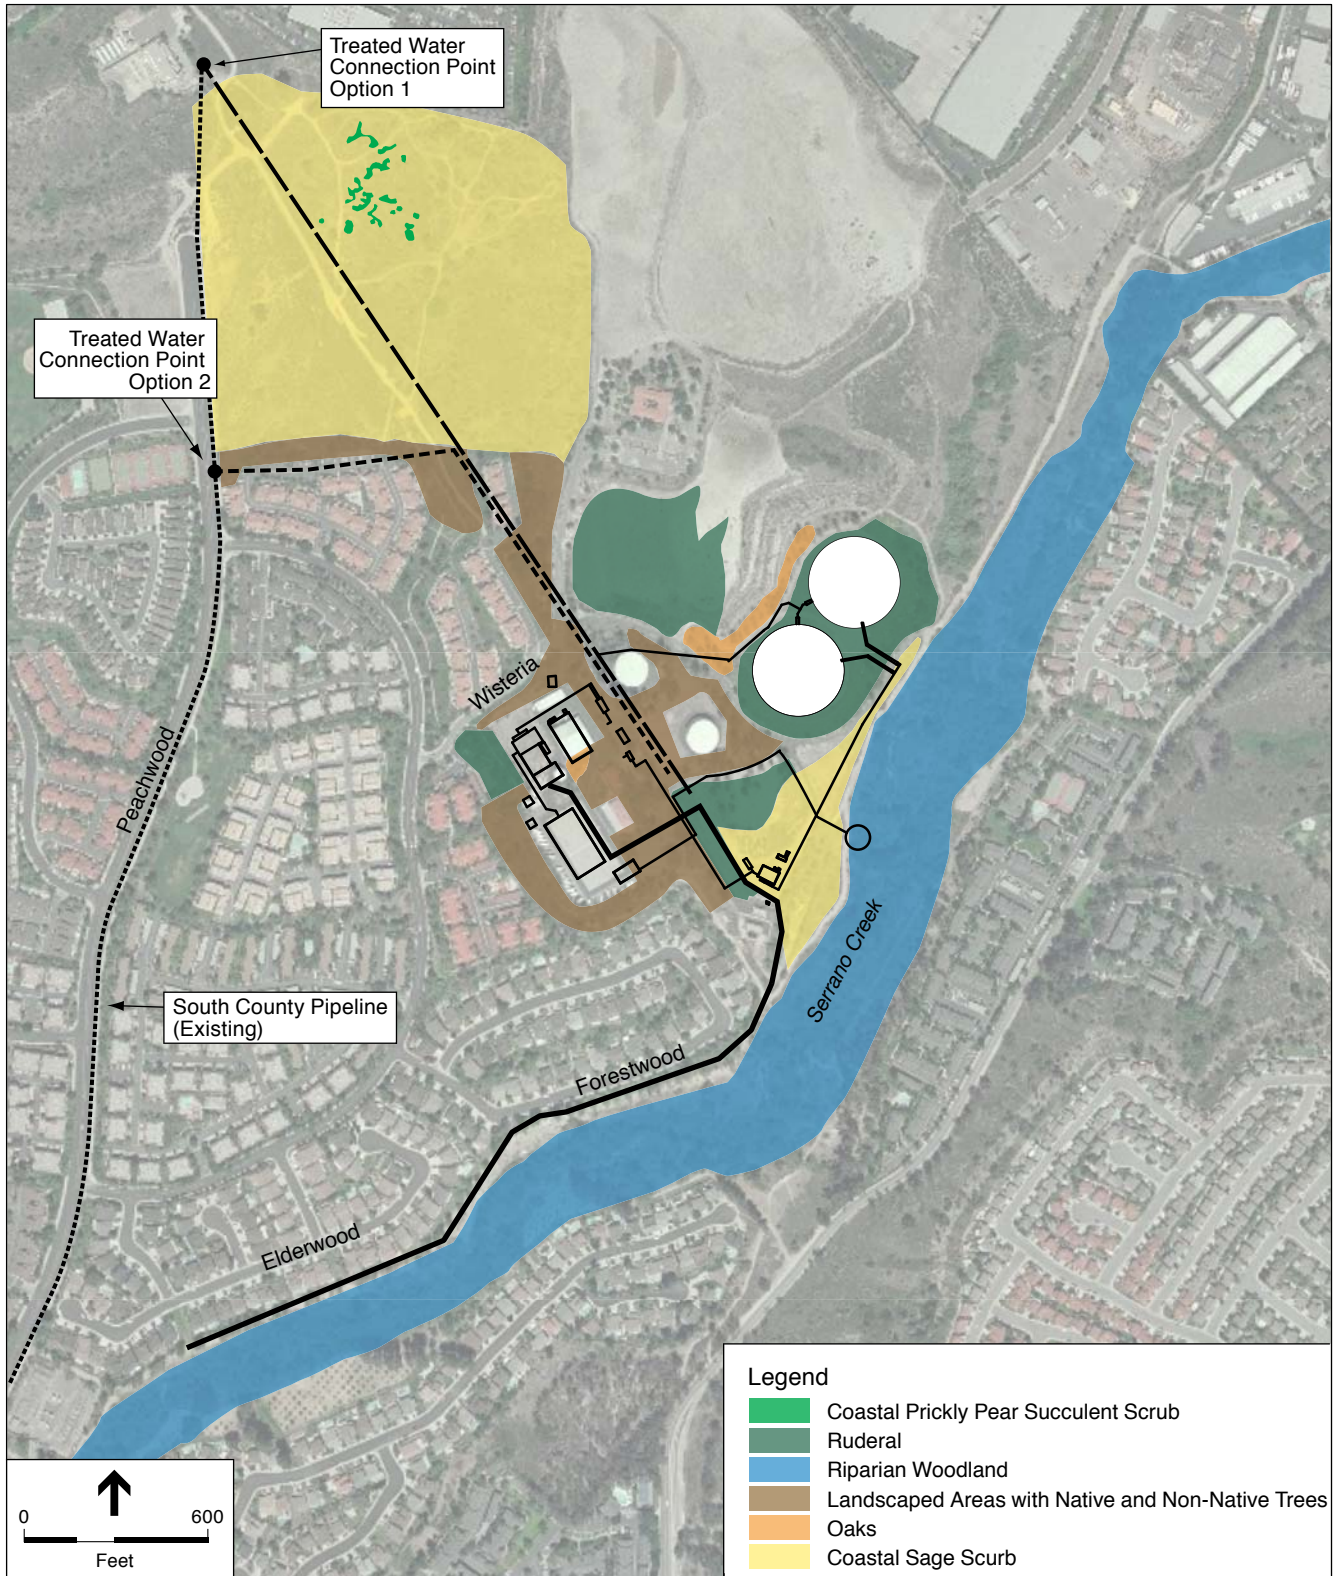 Treated Water
Connection Point
Option 1
Treated Water
Connection Point
Option 2
Wisteria
Peachwood
Serrano Creek
South County Pipeline
(Existing)
Forestwood
Elderwood
Legend
Coastal Prickly Pear Succulent Scrub
Ruderal
Riparian Woodland
Landscaped Areas with Native and Non-Native Trees
Oaks
Coastal Sage Scurb
0 600
Feet